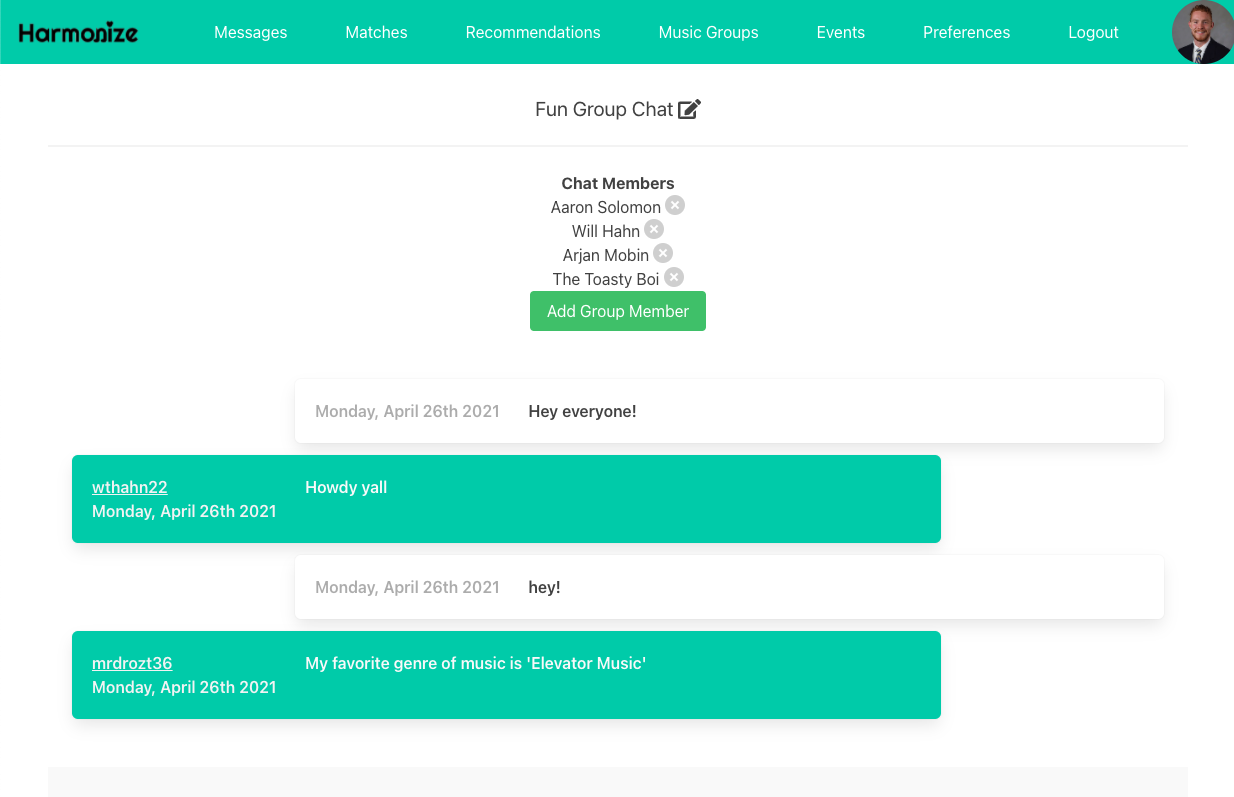 Harmonize Messages Matches Recommendations Music Groups Events Preferences Logout
Fun Group Chat
Chat Members
Aaron Solomon
Will Hahn
Arjan Mobin
The Toasty Boi
Add Group Member
Monday, April 26th 2021 Hey everyone!
wthahn22 Howdy yall
Monday, April 26th 2021
Monday, April 26th 2021 hey!
mrdrozt36 My favorite genre of music is 'Elevator Music'
Monday, April 26th 2021